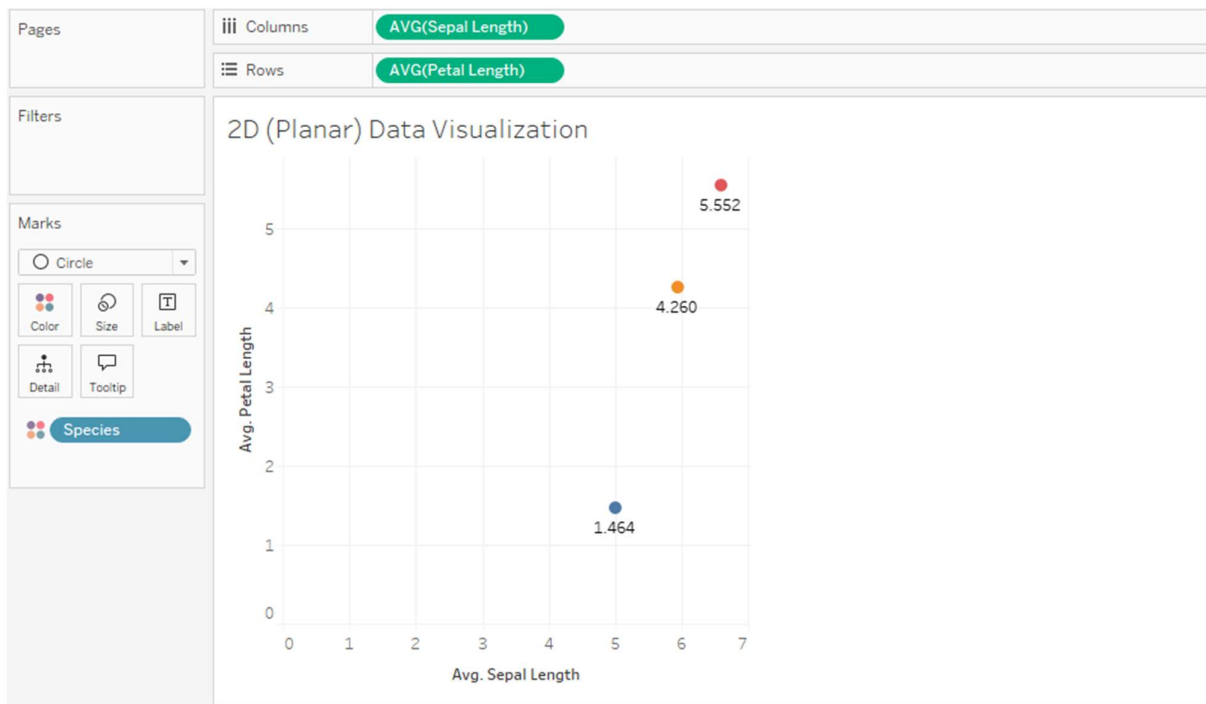 Pages
Columns
AVG(Sepal Length)
Rows
AVG(Petal Length)
Filters
Marks
Circle
Color
Size
T
Label
Detail
Tooltip
Species
2D (Planar) Data Visualization
5.552
5
4
4.260
Avg. Petal Length
3
2
1.464
1
0
0 1 2 3 4 5 6 7
Avg. Sepal Length